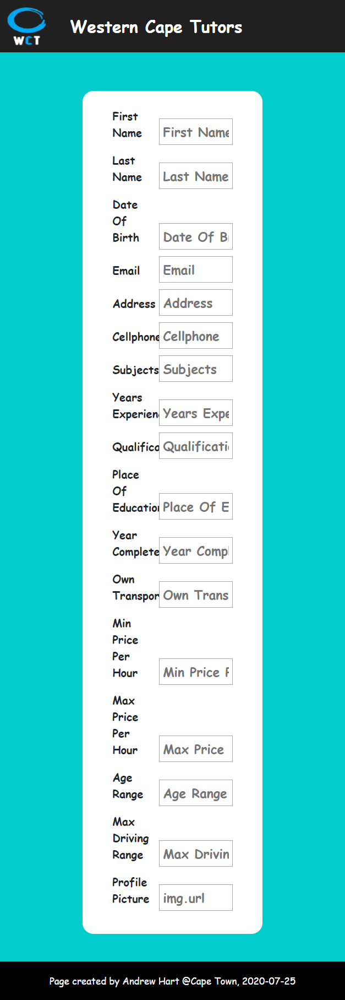 WCT
Western Cape Tutors
First
Name
First Name
Last
Name
Last Name
Date
Of
Birth
Date Of Bi
Email
Email
Address
Address
Cellphone
Cellphone
Subjects
Subjects
Years
Experienc
Years Expe
Qualifica
Qualificati
Place
Of
Education
Place Of E
Year
Complete
Year Compl
Own
Transpor
Own Trans
Min
Price
Per
Hour
Min Price P
Max
Price
Per
Hour
Max Price
Age
Range
Age Range
Max
Driving
Range
Max Drivin
Profile
Picture
img.url
Page created by Andrew Hart @Cape Town, 2020-07-25